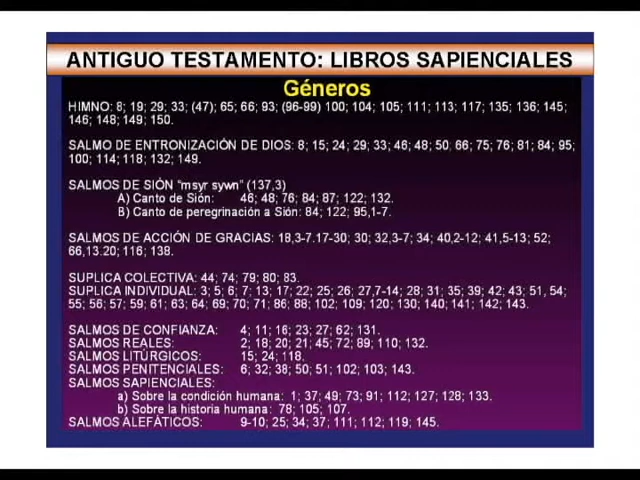 ANTIGUO TESTAMENTO: LIBROS SAPIENCIALES
Géneros
HIMNO: 8; 19; 29; 33; (47); 65; 66; 93; (96-99) 100; 104; 105; 111; 113; 117; 135; 136; 145;
146; 148; 149; 150.
SALMO DE ENTRONIZACIÓN DE DIOS: 8; 15; 24; 29; 33; 46; 48; 50; 66; 75; 76; 81; 84; 95;
100; 114; 118; 132; 149.
SALMOS DE SIÓN "msyr sywn" (137,3)
A) Canto de Sión: 46; 48; 76; 84; 87; 122; 132.
B) Canto de peregrinación a Sión: 84; 122; 95,1-7.
SALMOS DE ACCIÓN DE GRACIAS: 18,3-7.17-30; 30; 32,3-7; 34; 40,2-12; 41,5-13; 52;
66,13.20; 116; 138.
SUPLICA COLECTIVA: 44; 74; 79; 80; 83.
SUPLICA INDIVIDUAL: 3; 5; 6; 7; 13; 17; 22; 25; 26; 27,7-14; 28; 31; 35; 39; 42; 43; 51, 54;
55; 56; 57; 59; 61; 63; 64; 69; 70; 71; 86; 88; 102; 109; 120; 130; 140; 141; 142; 143.
SALMOS DE CONFIANZA: 4; 11; 16; 23; 27; 62; 131.
SALMOS REALES: 2; 18; 20; 21; 45; 72; 89; 110; 132.
SALMOS LITÚRGICOS: 15; 24; 118.
SALMOS PENITENCIALES: 6; 32; 38; 50; 51; 102; 103; 143.
SALMOS SAPIENCIALES:
a) Sobre la condición humana: 1; 37; 49; 73; 91; 112; 127; 128; 133.
b) Sobre la historia humana: 78; 105; 107.
SALMOS ALEFÁTICOS: 9-10; 25; 34; 37; 111; 112; 119; 145.